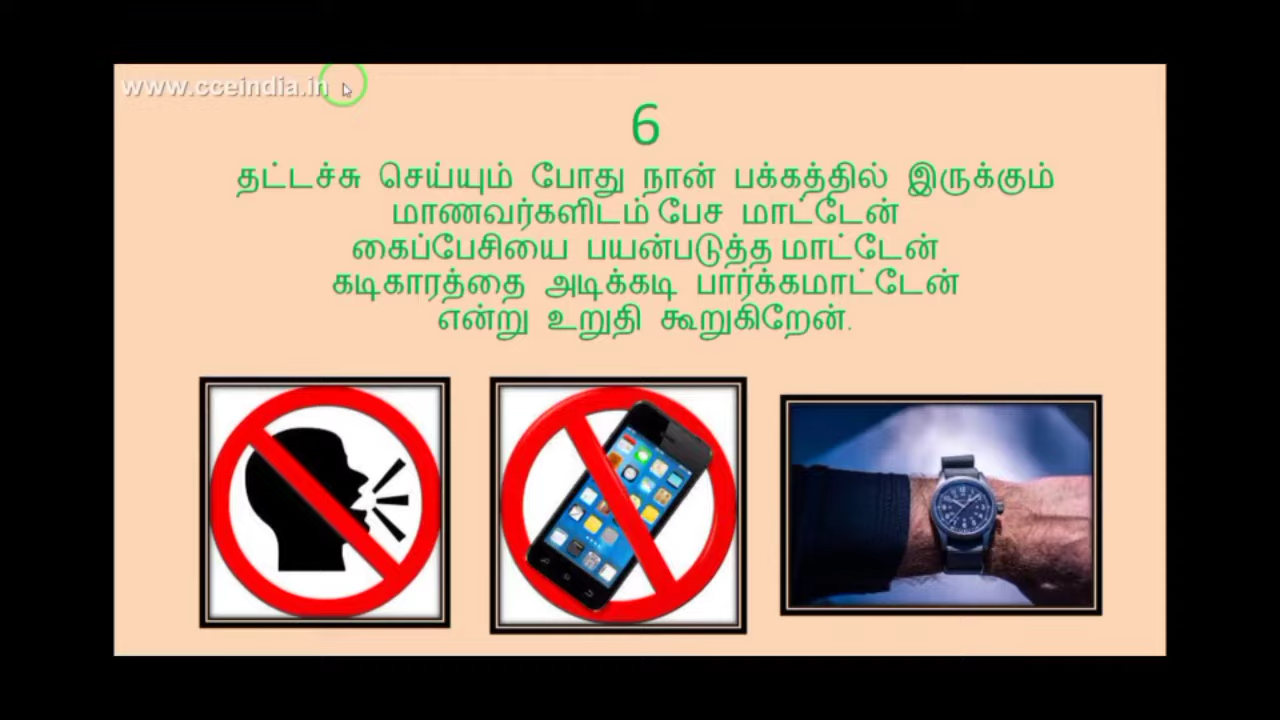 www.cceindia.in
6
தட்டச்சு செய்யும் போது நான் பக்கத்தில் இருக்கும்
மாணவர்களிடம் பேச மாட்டேன்
கைப்பேசியை பயன்படுத்த மாட்டேன்
கடிகாரத்தை அடிக்கடி பார்க்கமாட்டேன்
என்று உறுதி கூறுகிறேன்.